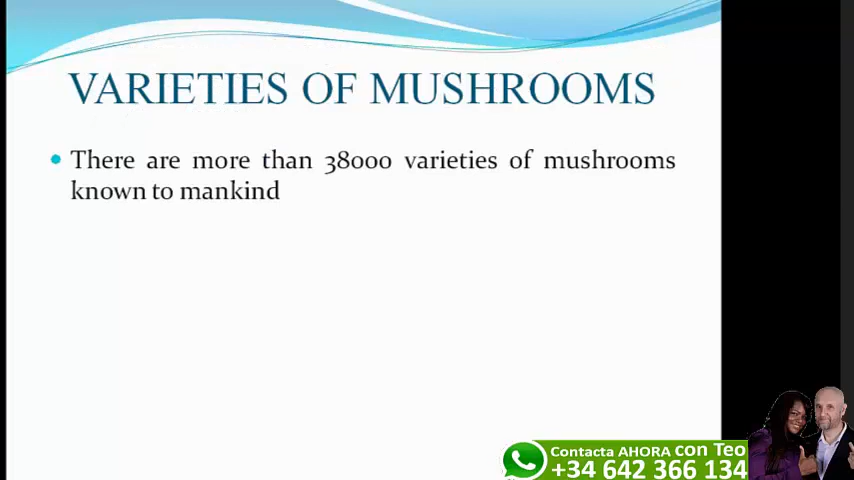 VARIETIES OF MUSHROOMS
There are more than 38000 varieties of mushrooms
known to mankind
Contacta AHORA con Teo
+34 642 366 134